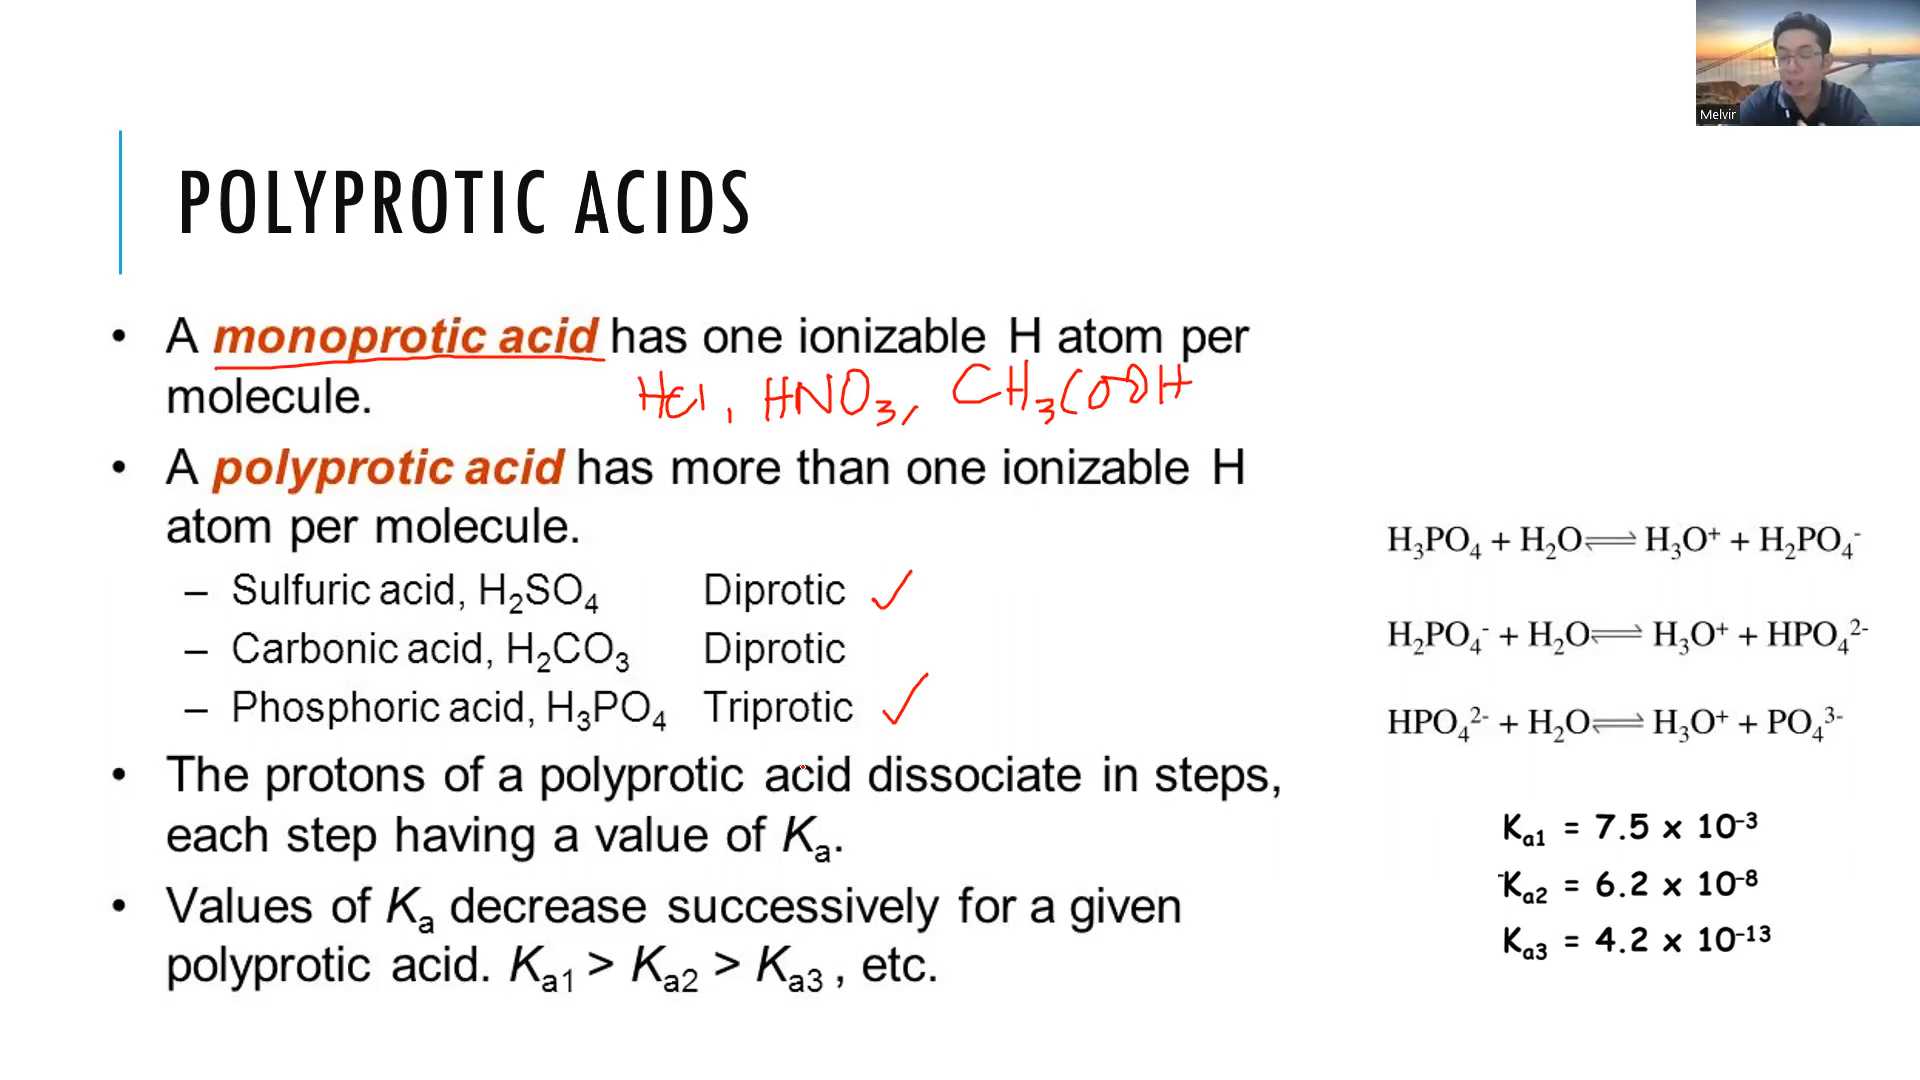 Melvir
POLYPROTIC ACIDS
• A monoprotic acid has one ionizable H atom per
molecule.
HCl, HNO₃, CH₃COOH
• A polyprotic acid has more than one ionizable H
atom per molecule.
– Sulfuric acid, H₂SO₄ Diprotic ✓
– Carbonic acid, H₂CO₃ Diprotic
– Phosphoric acid, H₃PO₄ Triprotic ✓
• The protons of a polyprotic acid dissociate in steps,
each step having a value of Kₐ.
• Values of Kₐ decrease successively for a given
polyprotic acid. Kₐ₁ > Kₐ₂ > Kₐ₃ , etc.
H₃PO₄ + H₂O ⇌ H₃O⁺ + H₂PO₄⁻
H₂PO₄⁻ + H₂O ⇌ H₃O⁺ + HPO₄²⁻
HPO₄²⁻ + H₂O ⇌ H₃O⁺ + PO₄³⁻
Kₐ₁ = 7.5 x 10⁻³
Kₐ₂ = 6.2 x 10⁻⁸
Kₐ₃ = 4.2 x 10⁻¹³